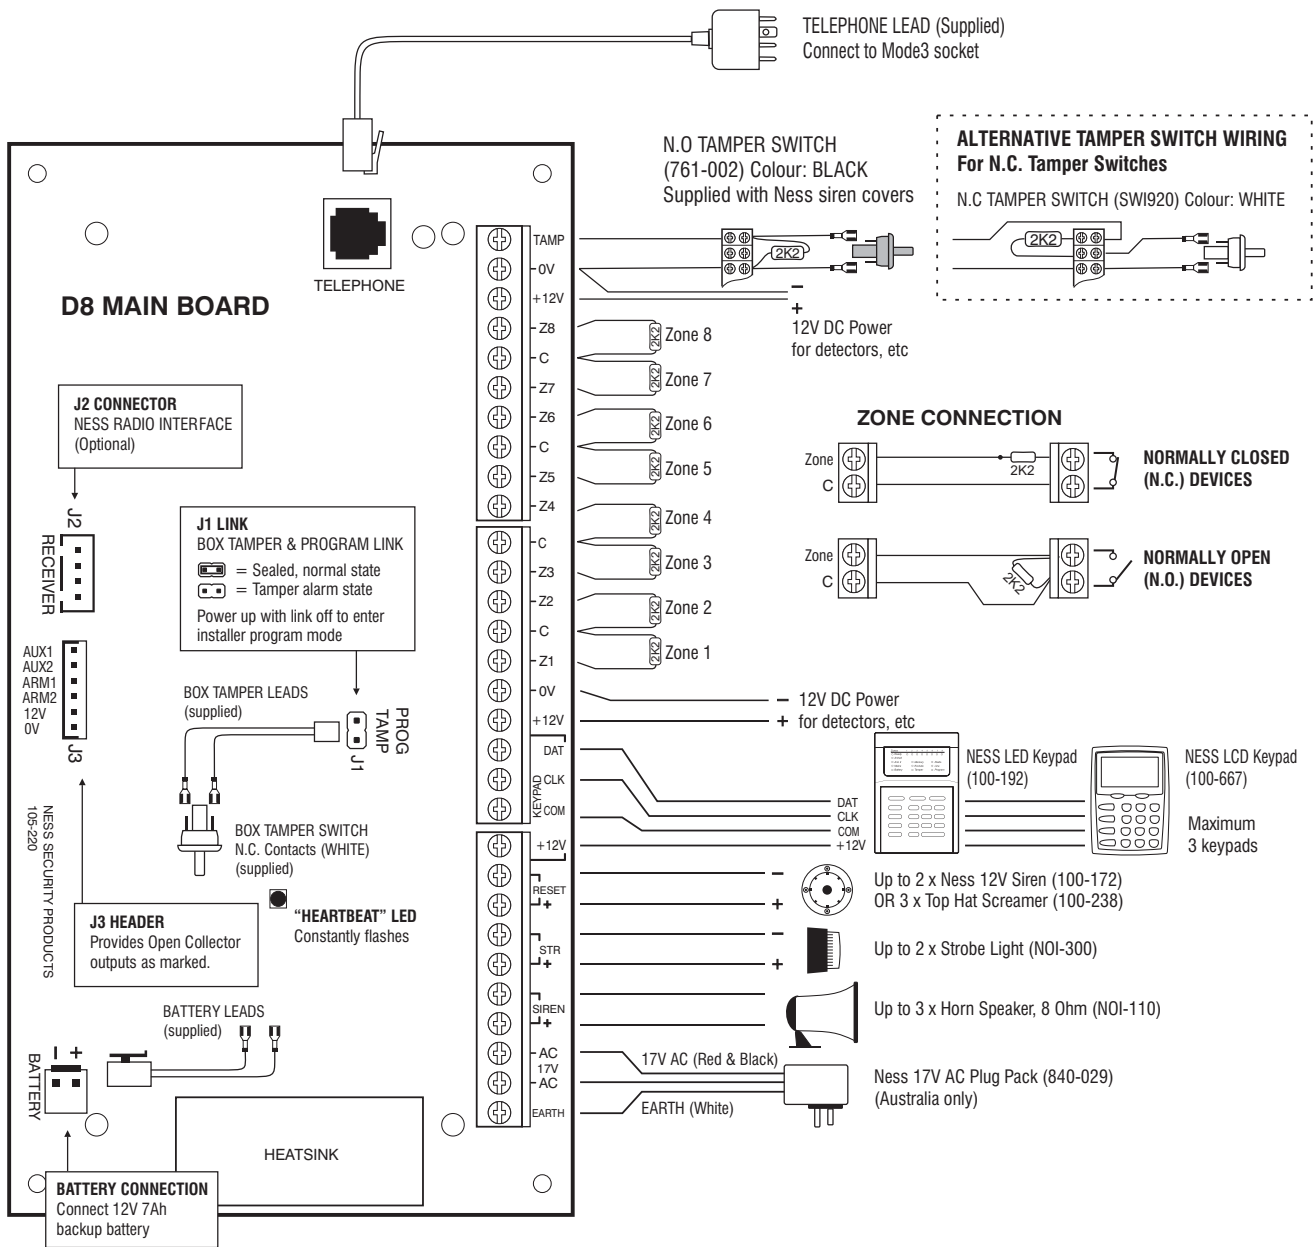 TELEPHONE LEAD (Supplied)
Connect to Mode3 socket
N.O TAMPER SWITCH
(761-002) Colour: BLACK
Supplied with Ness siren covers
ALTERNATIVE TAMPER SWITCH WIRING
For N.C. Tamper Switches
N.C TAMPER SWITCH (SWI920) Colour: WHITE
2K2
2K2
TELEPHONE
D8 MAIN BOARD
TAMP
0V
+12V
Z8
C
Z7
Z6
C
Z5
Z4
C
Z3
Z2
C
Z1
0V
+12V
KEYPAD
DAT
CLK
COM
+12V
RESET
+
STR
+
SIREN
+
AC
17V
AC
EARTH
–
+
12V DC Power
for detectors, etc
2K2 Zone 8
2K2 Zone 7
2K2 Zone 6
2K2 Zone 5
2K2 Zone 4
2K2 Zone 3
2K2 Zone 2
2K2 Zone 1
ZONE CONNECTION
Zone
C
2K2
NORMALLY CLOSED
(N.C.) DEVICES
Zone
C
2K2
NORMALLY OPEN
(N.O.) DEVICES
J2 CONNECTOR
NESS RADIO INTERFACE
(Optional)
J2
RECEIVER
J1 LINK
BOX TAMPER & PROGRAM LINK
= Sealed, normal state
= Tamper alarm state
Power up with link off to enter
installer program mode
AUX1
AUX2
ARM1
ARM2
12V
0V
J3
BOX TAMPER LEADS
(supplied)
PROG
TAMP
J1
BOX TAMPER SWITCH
N.C. Contacts (WHITE)
(supplied)
NESS SECURITY PRODUCTS
105-220
J3 HEADER
Provides Open Collector
outputs as marked.
“HEARTBEAT” LED
Constantly flashes
BATTERY LEADS
(supplied)
– +
BATTERY
HEATSINK
BATTERY CONNECTION
Connect 12V 7Ah
backup battery
– 12V DC Power
+ for detectors, etc
DAT
CLK
COM
+12V
NESS LED Keypad
(100-192)
NESS LCD Keypad
(100-667)
Maximum
3 keypads
–
+
Up to 2 x Ness 12V Siren (100-172)
OR 3 x Top Hat Screamer (100-238)
–
+
Up to 2 x Strobe Light (NOI-300)
Up to 3 x Horn Speaker, 8 Ohm (NOI-110)
17V AC (Red & Black)
EARTH (White)
Ness 17V AC Plug Pack (840-029)
(Australia only)